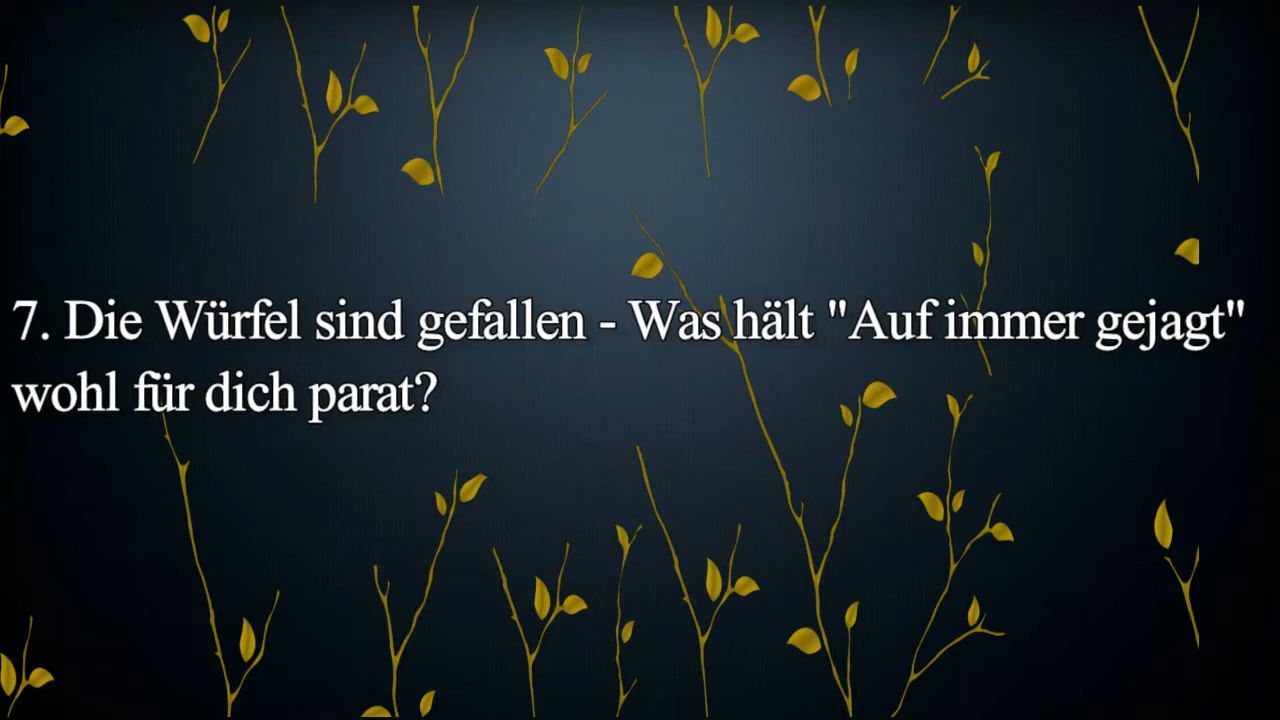 7. Die Würfel sind gefallen - Was hält "Auf immer gejagt"
wohl für dich parat?